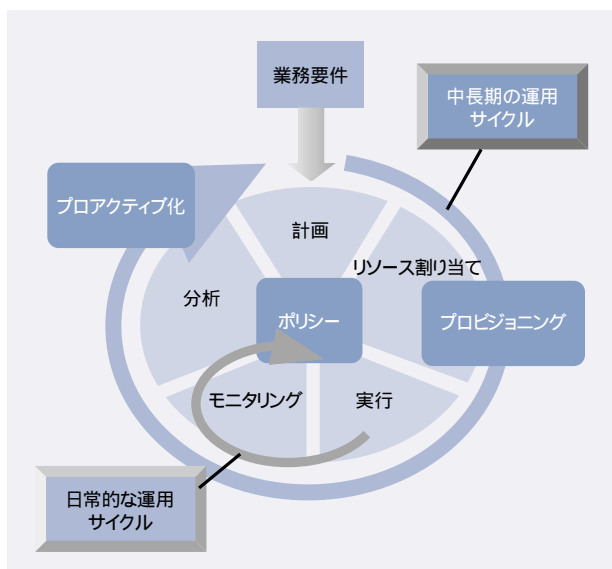 業務要件
中長期の運用
サイクル
プロアクティブ化
計画
リソース割り当て
分析
ポリシー
プロビジョニング
モニタリング
実行
日常的な運用
サイクル